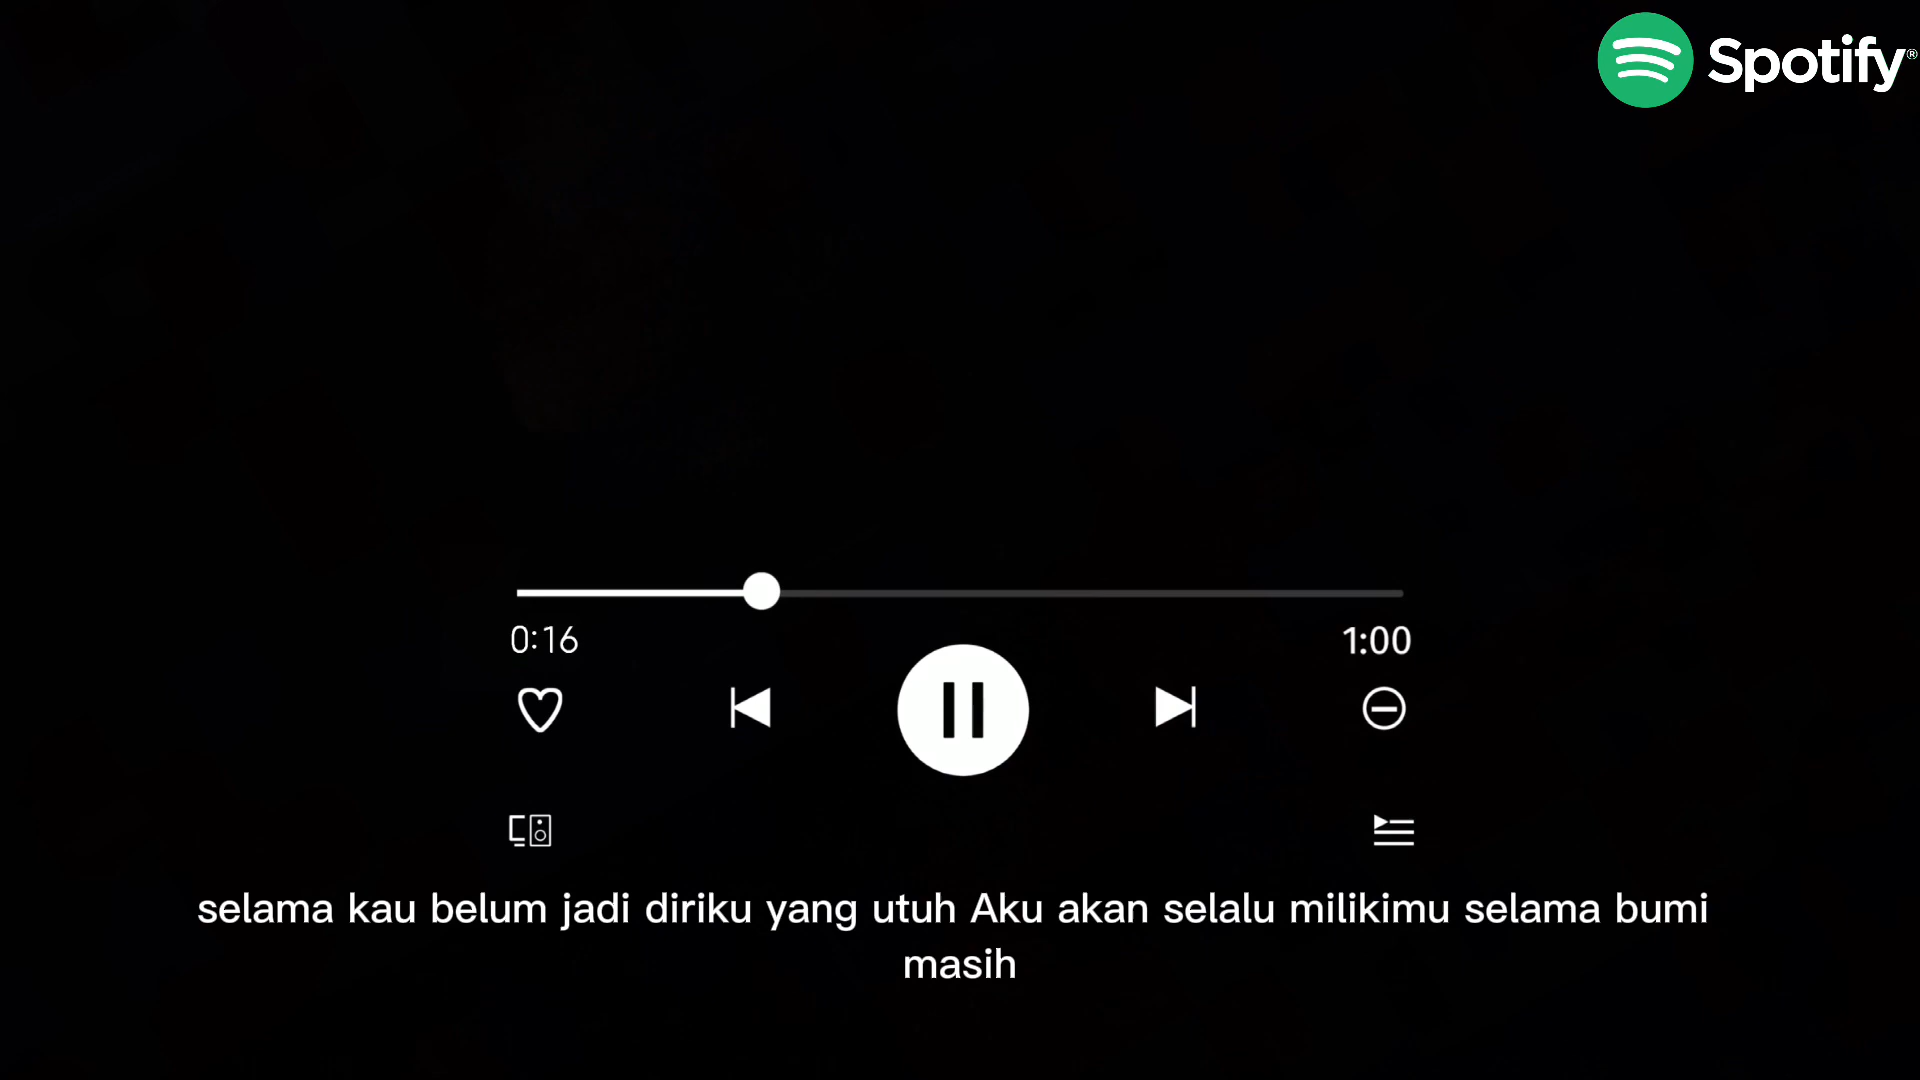 Spotify®
0:16
1:00
selama kau belum jadi diriku yang utuh Aku akan selalu milikimu selama bumi
masih